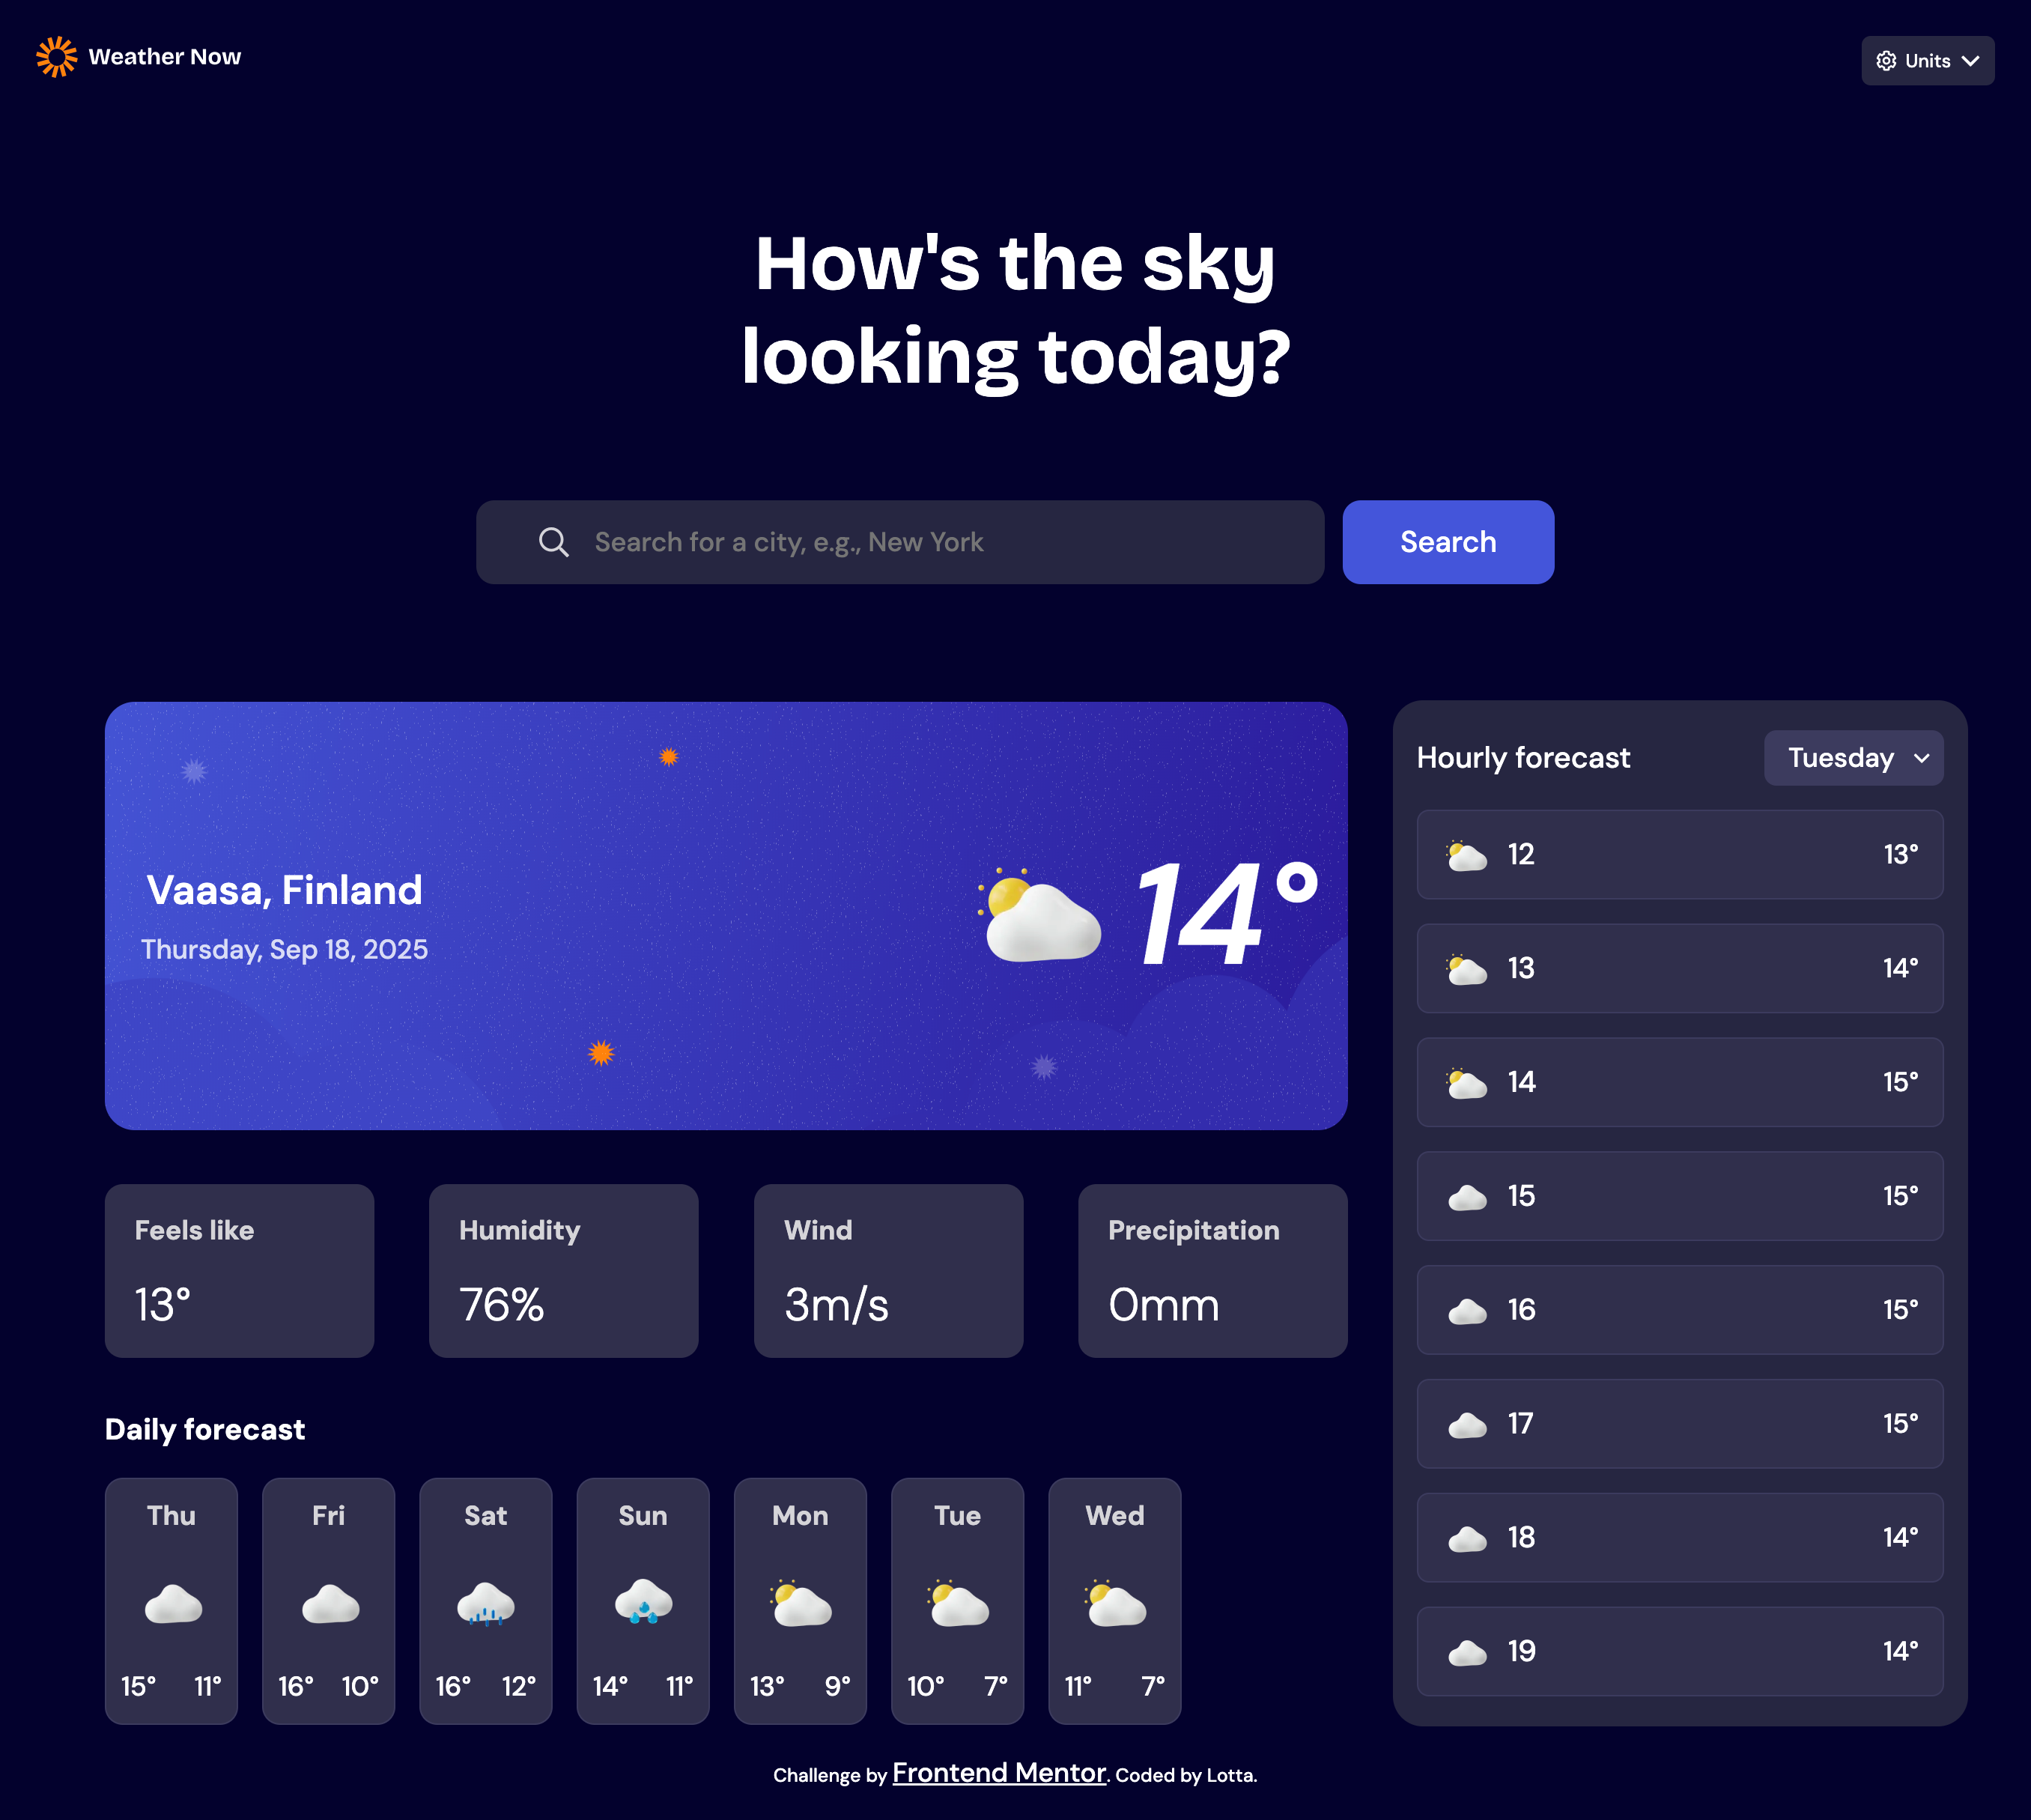 Weather Now
Units
How's the sky
looking today?
Search for a city, e.g., New York
Search
Vaasa, Finland
Thursday, Sep 18, 2025
14°
Feels like
13°
Humidity
76%
Wind
3m/s
Precipitation
0mm
Daily forecast
Thu
15° 11°
Fri
16° 10°
Sat
16° 12°
Sun
14° 11°
Mon
13° 9°
Tue
10° 7°
Wed
11° 7°
Hourly forecast
Tuesday
12 13°
13 14°
14 15°
15 15°
16 15°
17 15°
18 14°
19 14°
Challenge by Frontend Mentor. Coded by Lotta.